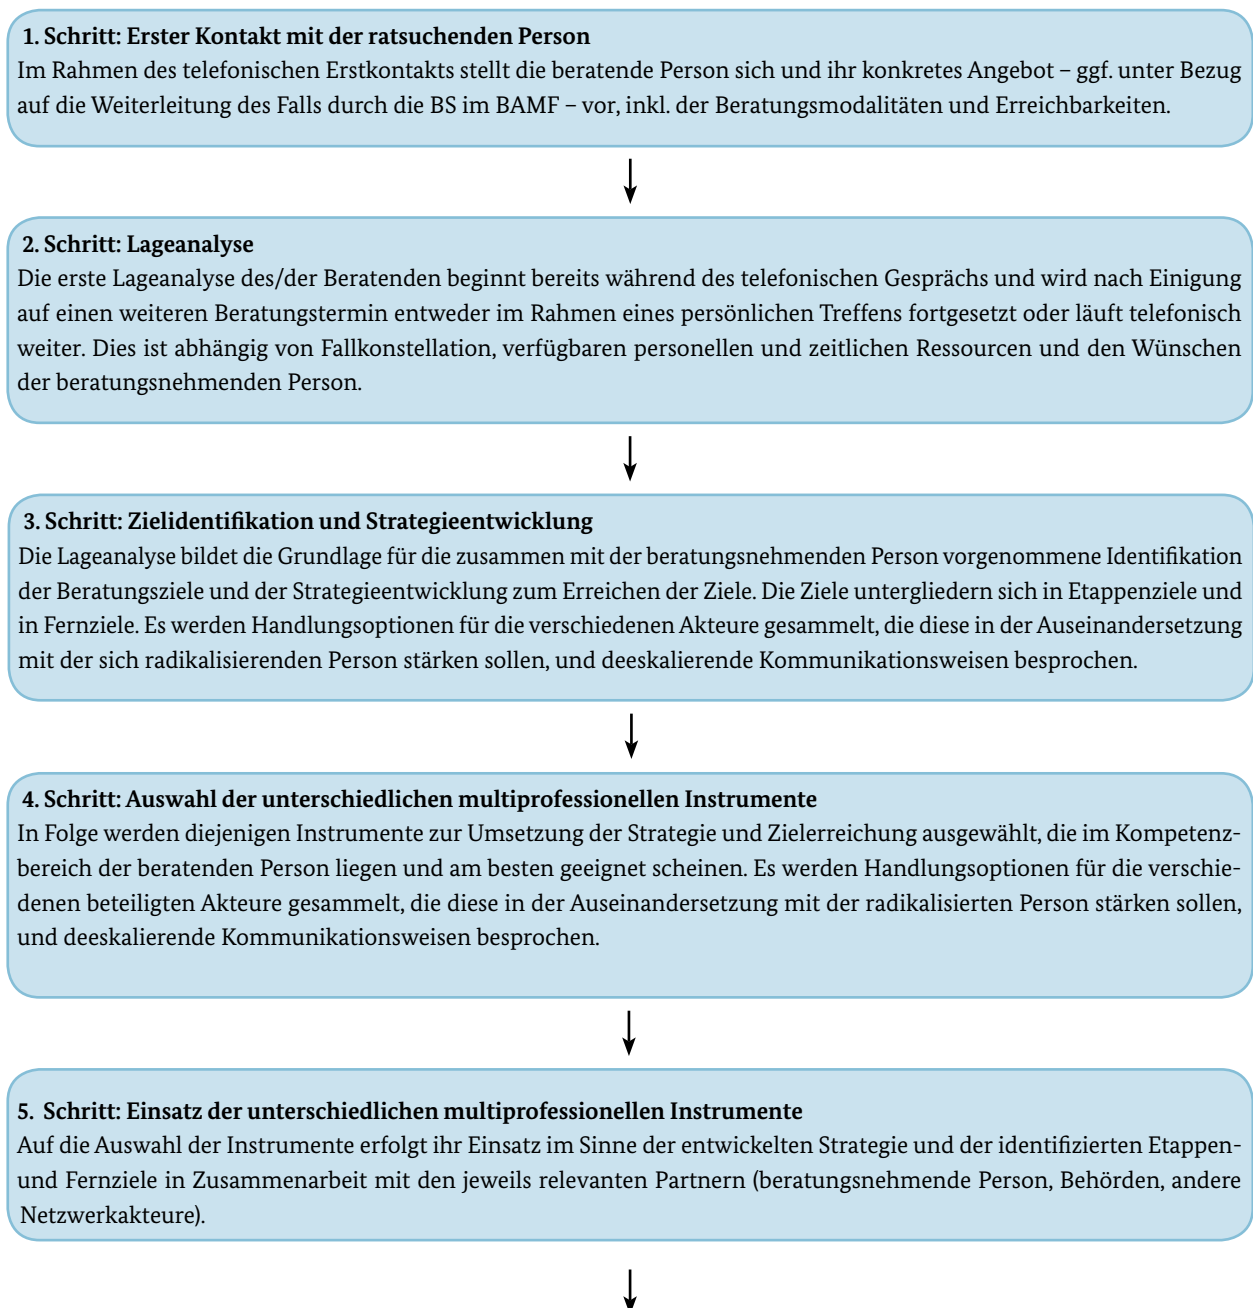 1. Schritt: Erster Kontakt mit der ratsuchenden Person
Im Rahmen des telefonischen Erstkontakts stellt die beratende Person sich und ihr konkretes Angebot – ggf. unter Bezug
auf die Weiterleitung des Falls durch die BS im BAMF – vor, inkl. der Beratungsmodalitäten und Erreichbarkeiten.
2. Schritt: Lageanalyse
Die erste Lageanalyse des/der Beratenden beginnt bereits während des telefonischen Gesprächs und wird nach Einigung
auf einen weiteren Beratungstermin entweder im Rahmen eines persönlichen Treffens fortgesetzt oder läuft telefonisch
weiter. Dies ist abhängig von Fallkonstellation, verfügbaren personellen und zeitlichen Ressourcen und den Wünschen
der beratungsnehmenden Person.
3. Schritt: Zielidentifikation und Strategieentwicklung
Die Lageanalyse bildet die Grundlage für die zusammen mit der beratungsnehmenden Person vorgenommene Identifikation
der Beratungsziele und der Strategieentwicklung zum Erreichen der Ziele. Die Ziele untergliedern sich in Etappenziele und
in Fernziele. Es werden Handlungsoptionen für die verschiedenen Akteure gesammelt, die diese in der Auseinandersetzung
mit der sich radikalisierenden Person stärken sollen, und deeskalierende Kommunikationsweisen besprochen.
4. Schritt: Auswahl der unterschiedlichen multiprofessionellen Instrumente
In Folge werden diejenigen Instrumente zur Umsetzung der Strategie und Zielerreichung ausgewählt, die im Kompetenz-
bereich der beratenden Person liegen und am besten geeignet scheinen. Es werden Handlungsoptionen für die verschie-
denen beteiligten Akteure gesammelt, die diese in der Auseinandersetzung mit der radikalisierten Person stärken sollen,
und deeskalierende Kommunikationsweisen besprochen.
5. Schritt: Einsatz der unterschiedlichen multiprofessionellen Instrumente
Auf die Auswahl der Instrumente erfolgt ihr Einsatz im Sinne der entwickelten Strategie und der identifizierten Etappen-
und Fernziele in Zusammenarbeit mit den jeweils relevanten Partnern (beratungsnehmende Person, Behörden, andere
Netzwerkakteure).